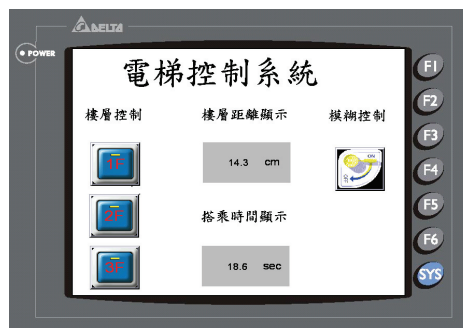 DELTA
POWER
電梯控制系統
樓層控制
1F
2F
3F
樓層距離顯示
14.3 cm
搭乘時間顯示
18.6 sec
模糊控制
ON
F1
F2
F3
F4
F5
F6
SYS